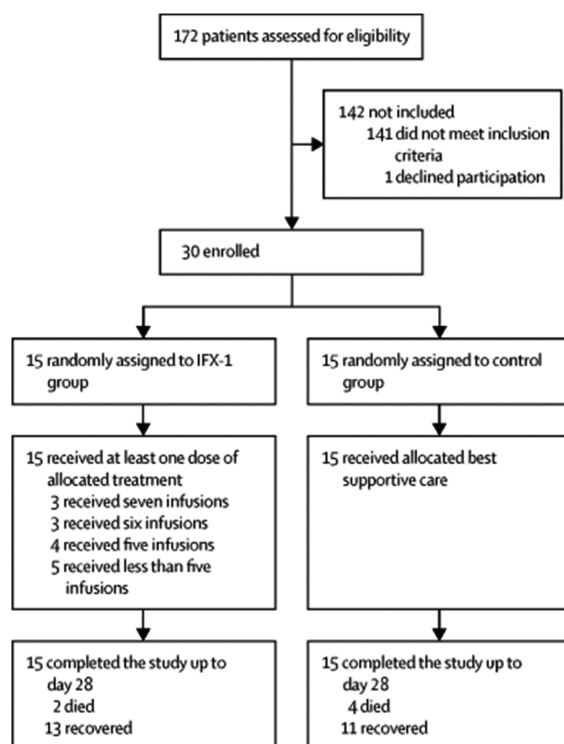 172 patients assessed for eligibility
142 not included
141 did not meet inclusion
criteria
1 declined participation
30 enrolled
15 randomly assigned to IFX-1
group
15 randomly assigned to control
group
15 received at least one dose of
allocated treatment
3 received seven infusions
3 received six infusions
4 received five infusions
5 received less than five
infusions
15 received allocated best
supportive care
15 completed the study up to
day 28
2 died
13 recovered
15 completed the study up to
day 28
4 died
11 recovered